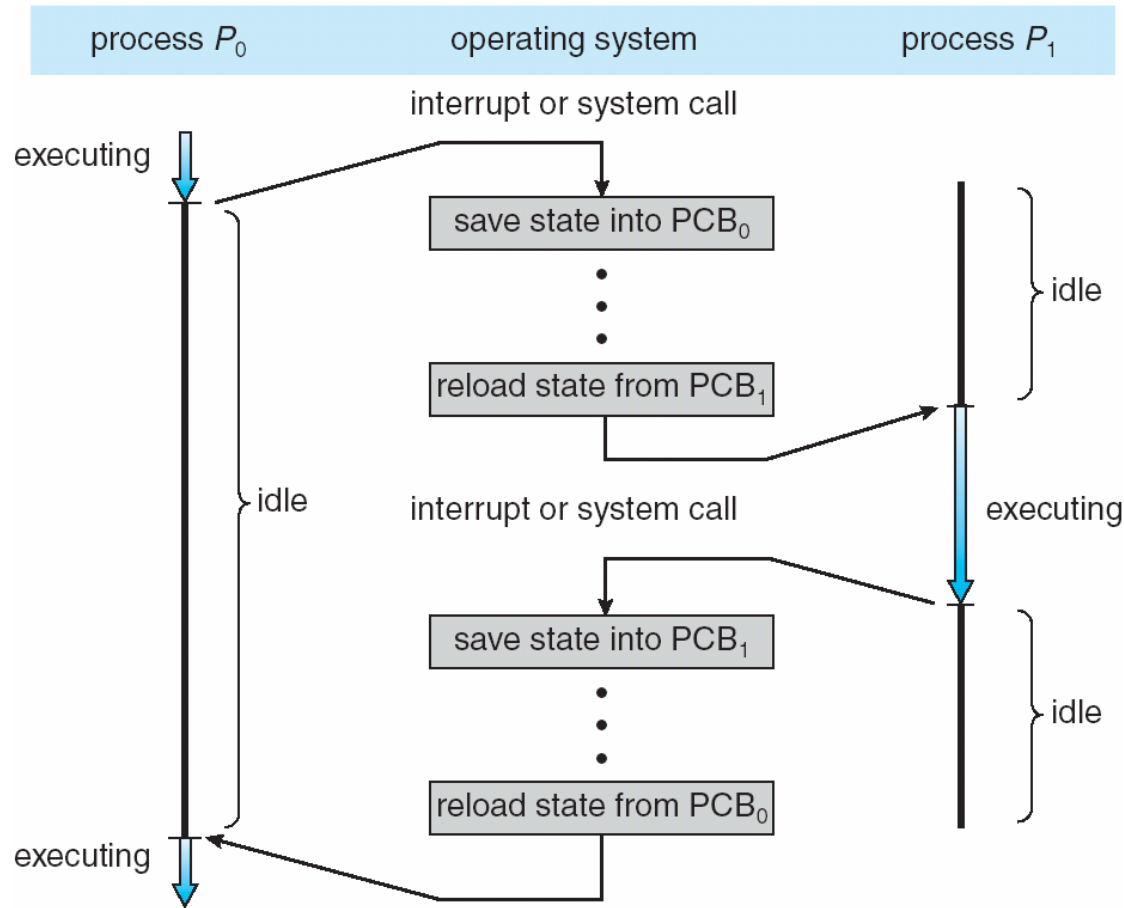 process P₀ operating system process P₁
interrupt or system call
executing
save state into PCB₀
idle
reload state from PCB₁
idle
interrupt or system call
executing
save state into PCB₁
idle
reload state from PCB₀
executing